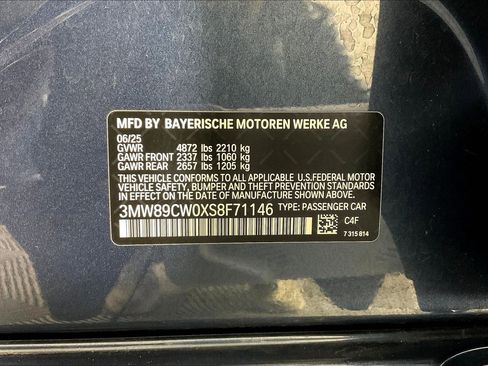 MFD BY BAYERISCHE MOTOREN WERKE AG
06/25
GVWR 4872 lbs 2210 kg
GAWR FRONT 2337 lbs 1060 kg
GAWR REAR 2657 lbs 1205 kg
THIS VEHICLE CONFORMS TO ALL APPLICABLE U.S.FEDERAL MOTOR
VEHICLE SAFETY, BUMPER, AND THEFT PREVENTION STANDARDS
IN EFFECT ON THE DATE OF MANUFACTURE SHOWN ABOVE.
3MW89CW0XS8F71146 TYPE: PASSENGER CAR
C4F
7 315 814